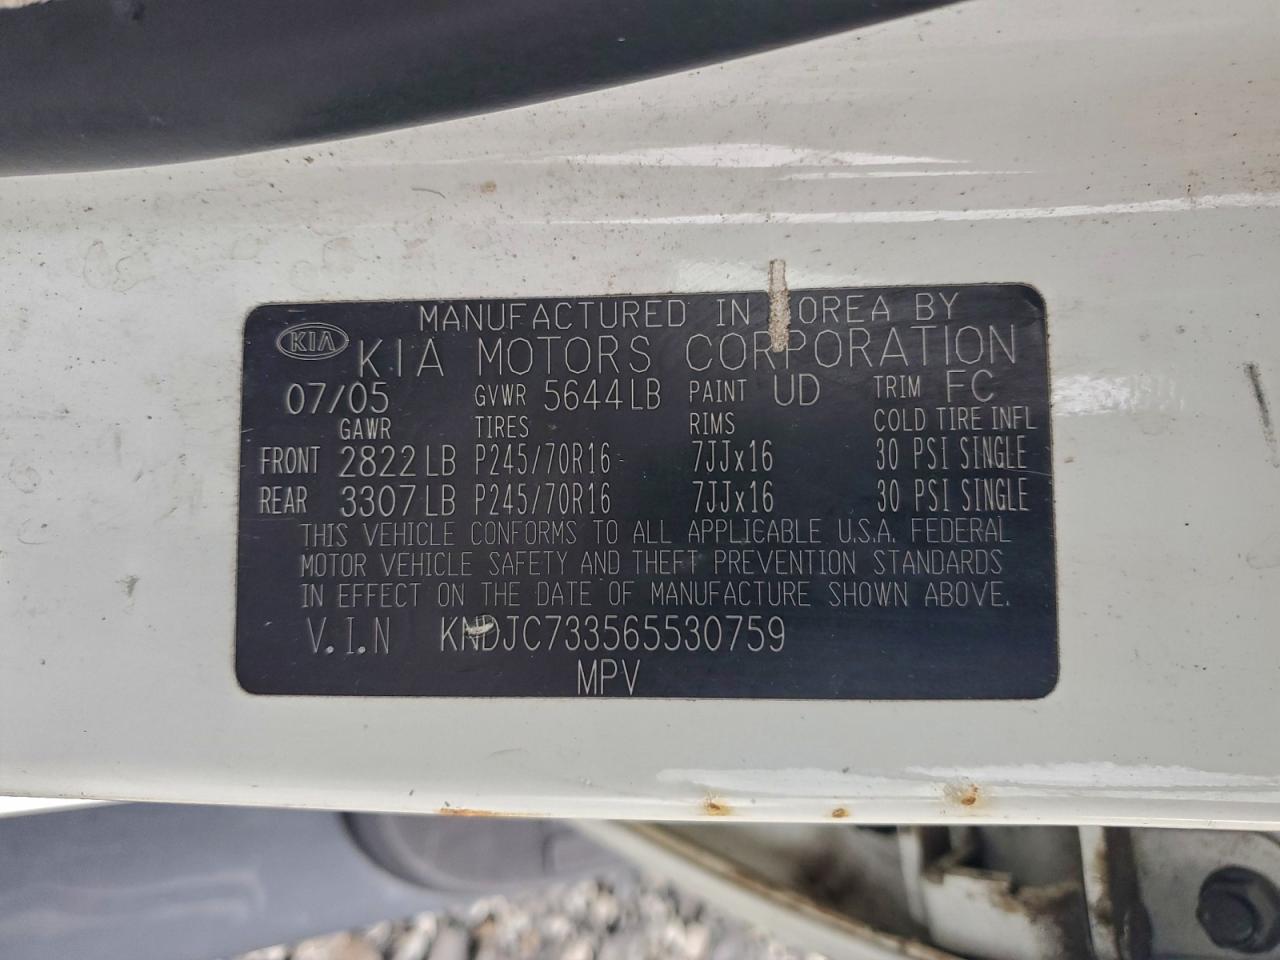 MANUFACTURED IN KOREA BY
KIA
KIA MOTORS CORPORATION
07/05 GVWR 5644LB PAINT UD TRIM FC
GAWR TIRES RIMS COLD TIRE INFL
FRONT 2822LB P245/70R16 7JJx16 30 PSI SINGLE
REAR 3307LB P245/70R16 7JJx16 30 PSI SINGLE
THIS VEHICLE CONFORMS TO ALL APPLICABLE U.S.A. FEDERAL
MOTOR VEHICLE SAFETY AND THEFT PREVENTION STANDARDS
IN EFFECT ON THE DATE OF MANUFACTURE SHOWN ABOVE.
V.I.N KNDJC733565530759
MPV